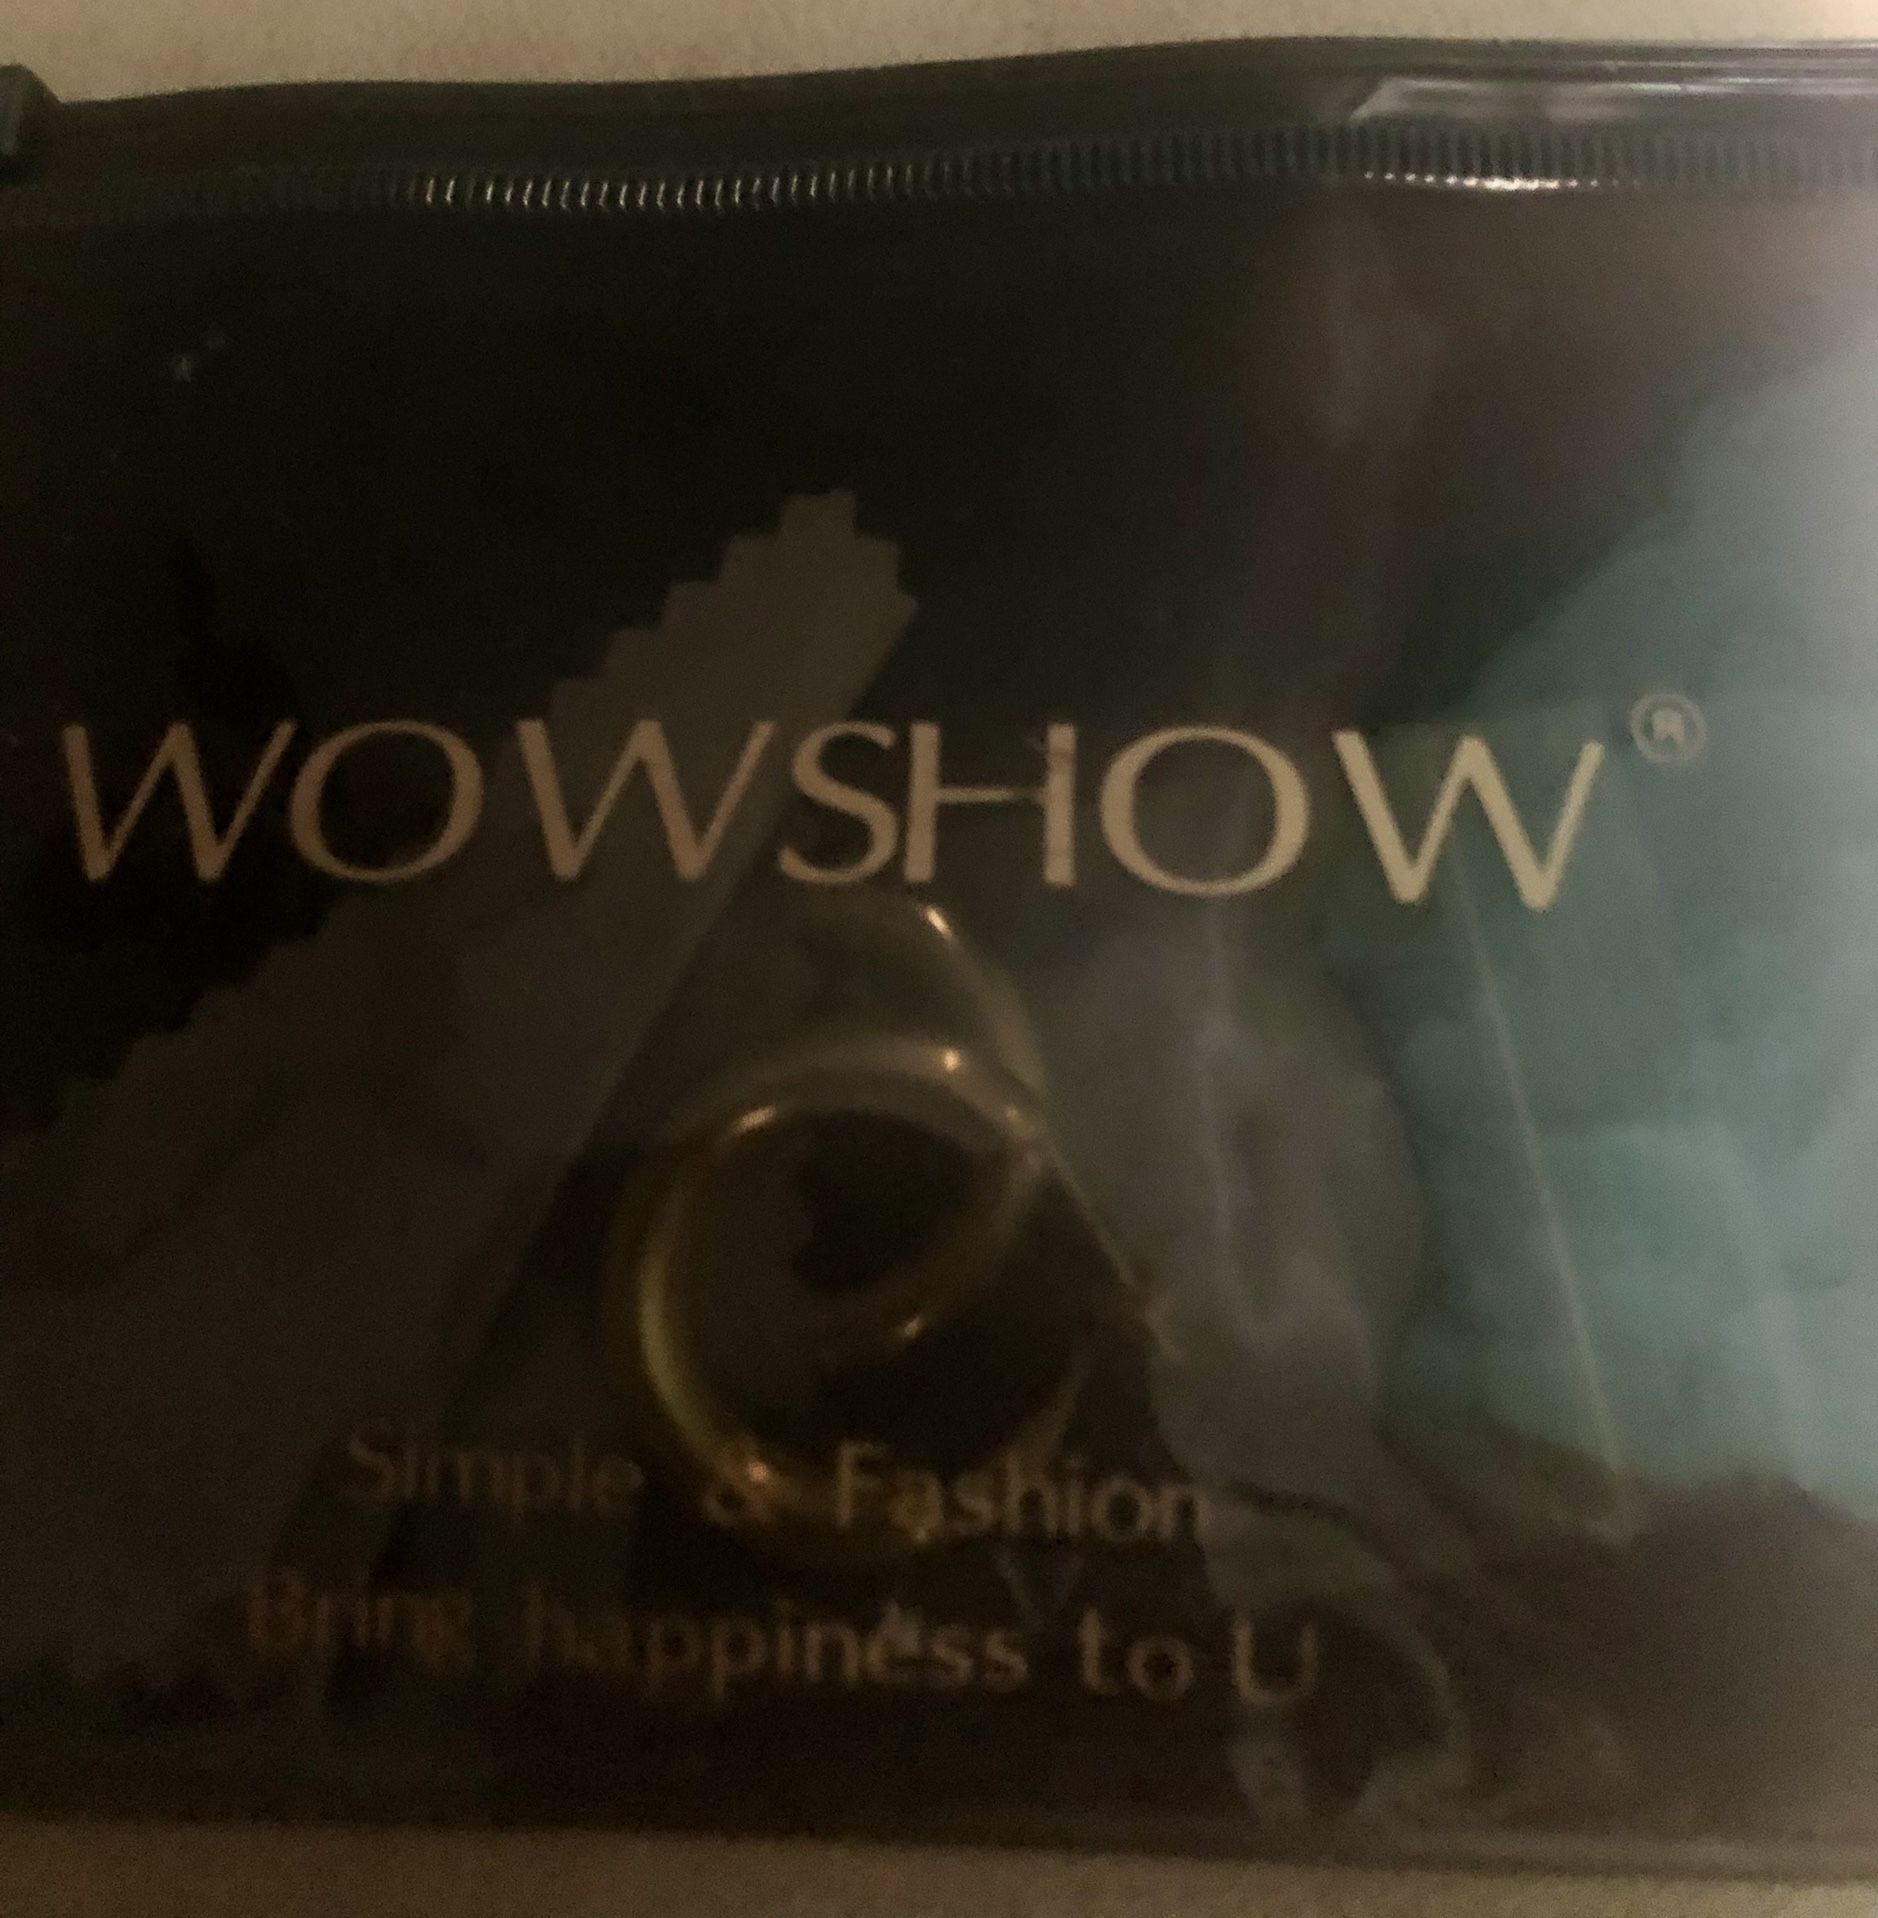 WOWSHOW®
Simple & Fashion
Bring happiness to U